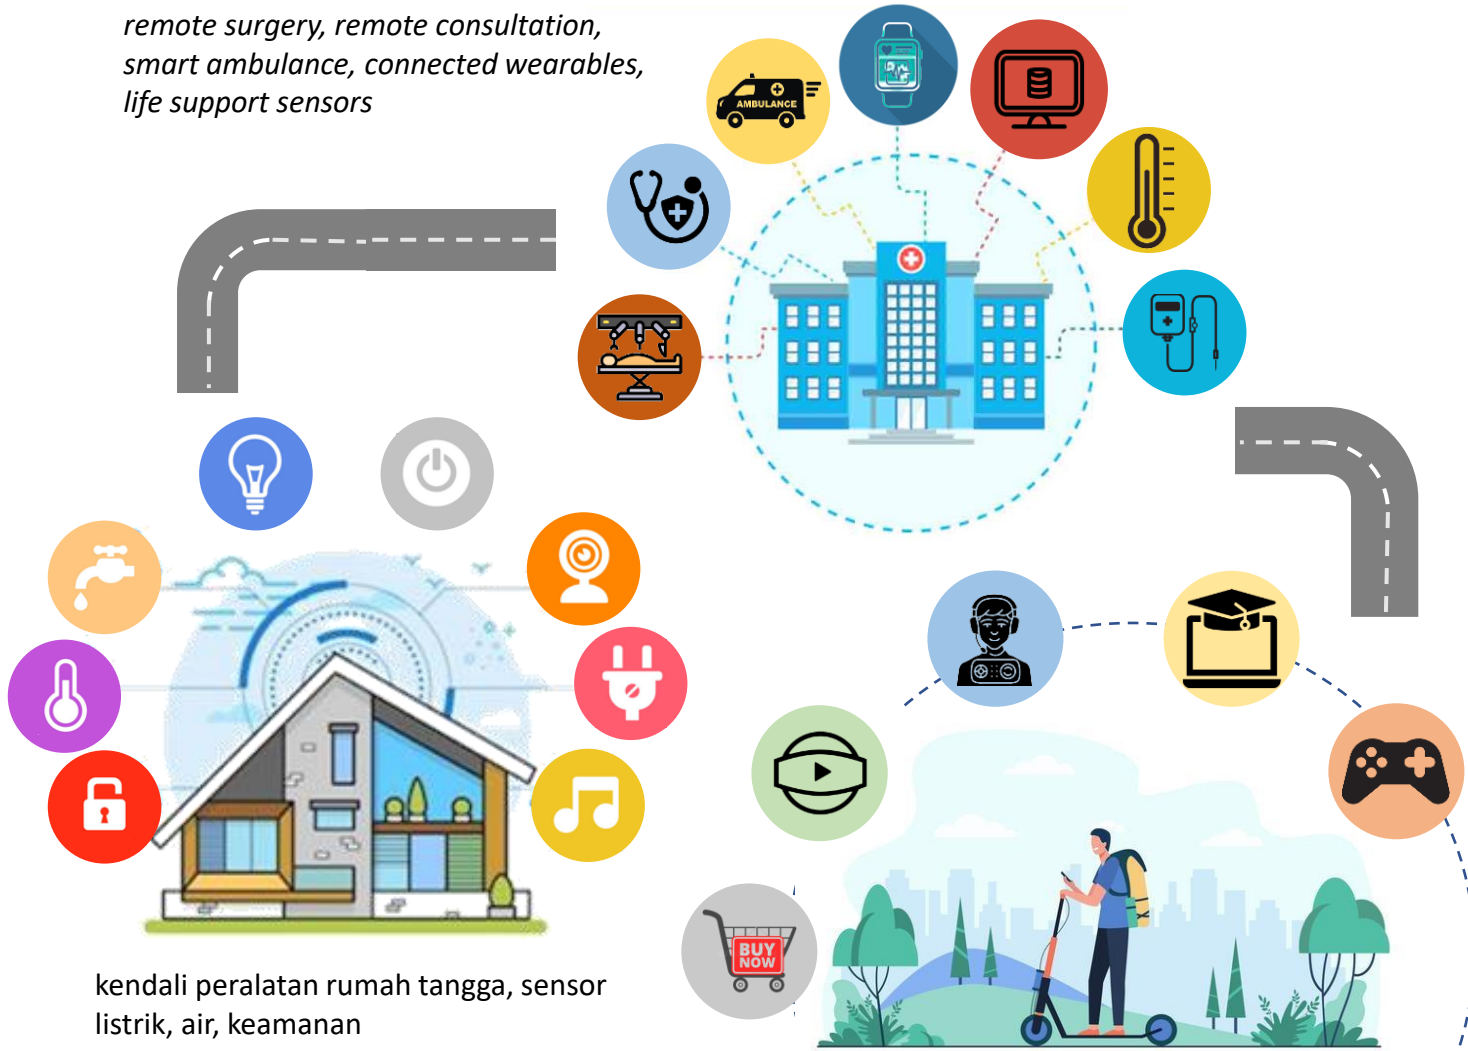 remote surgery, remote consultation,
smart ambulance, connected wearables,
life support sensors
AMBULANCE
BUY
NOW
kendali peralatan rumah tangga, sensor
listrik, air, keamanan